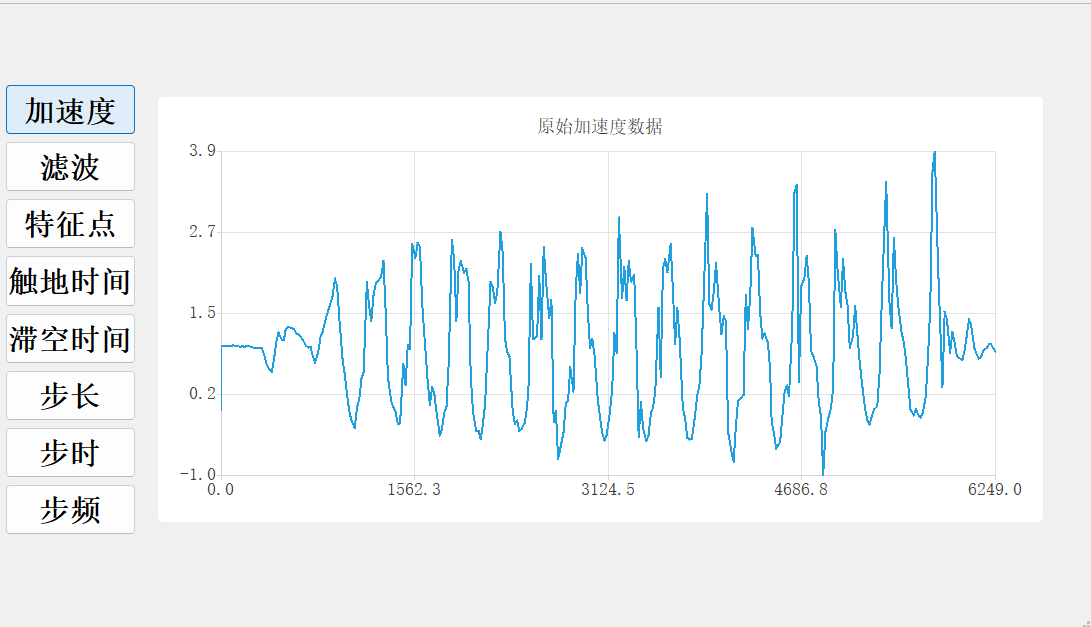 加速度
滤波
特征点
触地时间
滞空时间
步长
步时
步频
原始加速度数据
3.9
2.7
1.5
0.2
-1.0
0.0
1562.3
3124.5
4686.8
6249.0